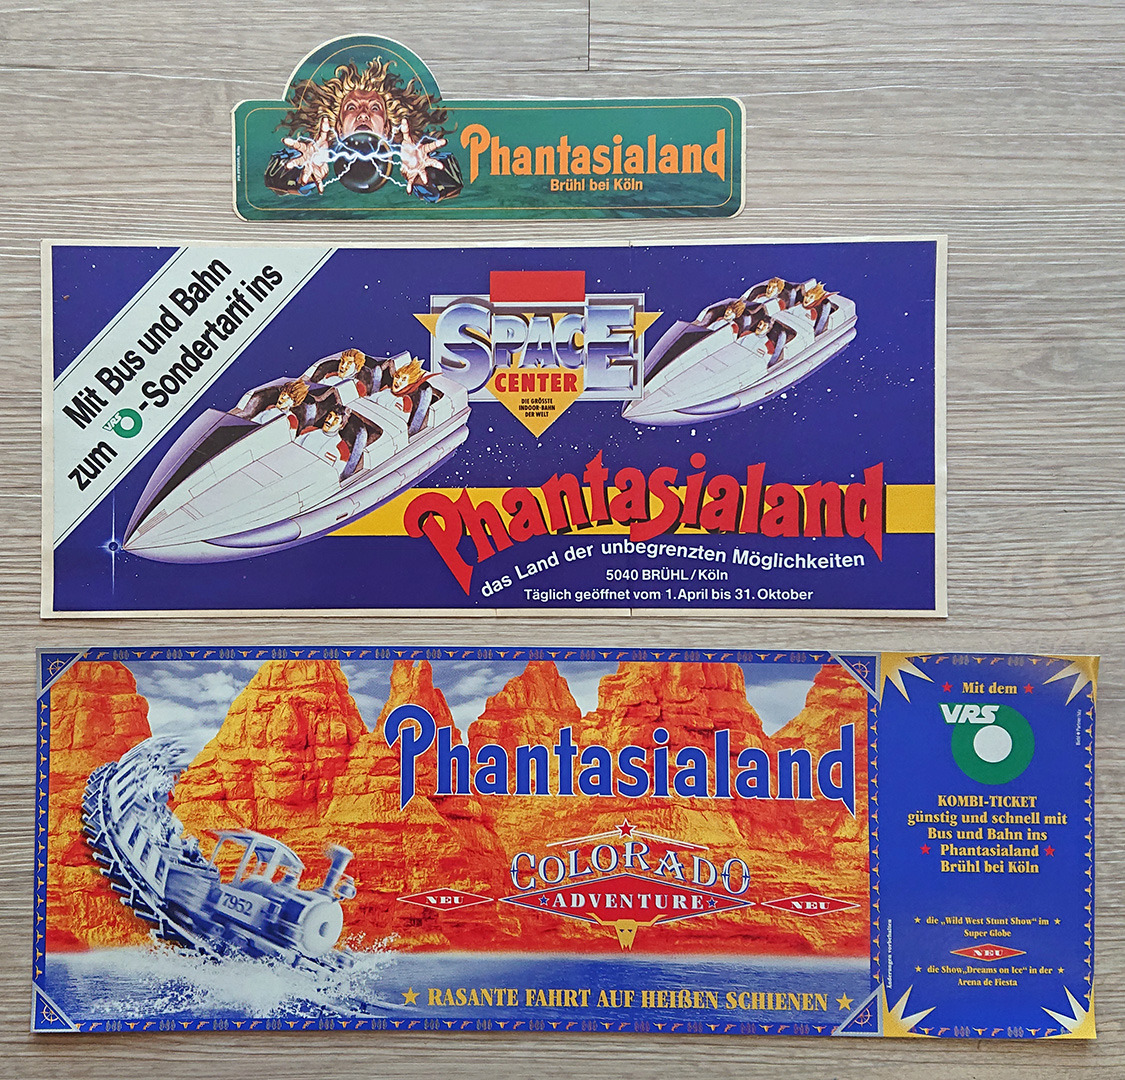 Phantasialand
Brühl bei Köln
Mit Bus und Bahn
zum VRS-Sondertarif ins
SPACE
CENTER
DIE GRÖSSTE
INDOOR-BAHN
DER WELT
Phantasialand
das Land der unbegrenzten Möglichkeiten
5040 BRÜHL/Köln
Täglich geöffnet vom 1. April bis 31. Oktober
Phantasialand
COLORADO
NEU ★ ADVENTURE ★ NEU
7952
★ RASANTE FAHRT AUF HEIßEN SCHIENEN ★
Änderungen vorbehalten
★ Mit dem ★
VRS
KOMBI-TICKET
günstig und schnell mit
Bus und Bahn ins
★ Phantasialand ★
Brühl bei Köln
★ die „Wild West Stunt Show" im ★
Super Globe
NEU
★ die Show „Dreams on Ice" in der ★
Arena de Fiesta